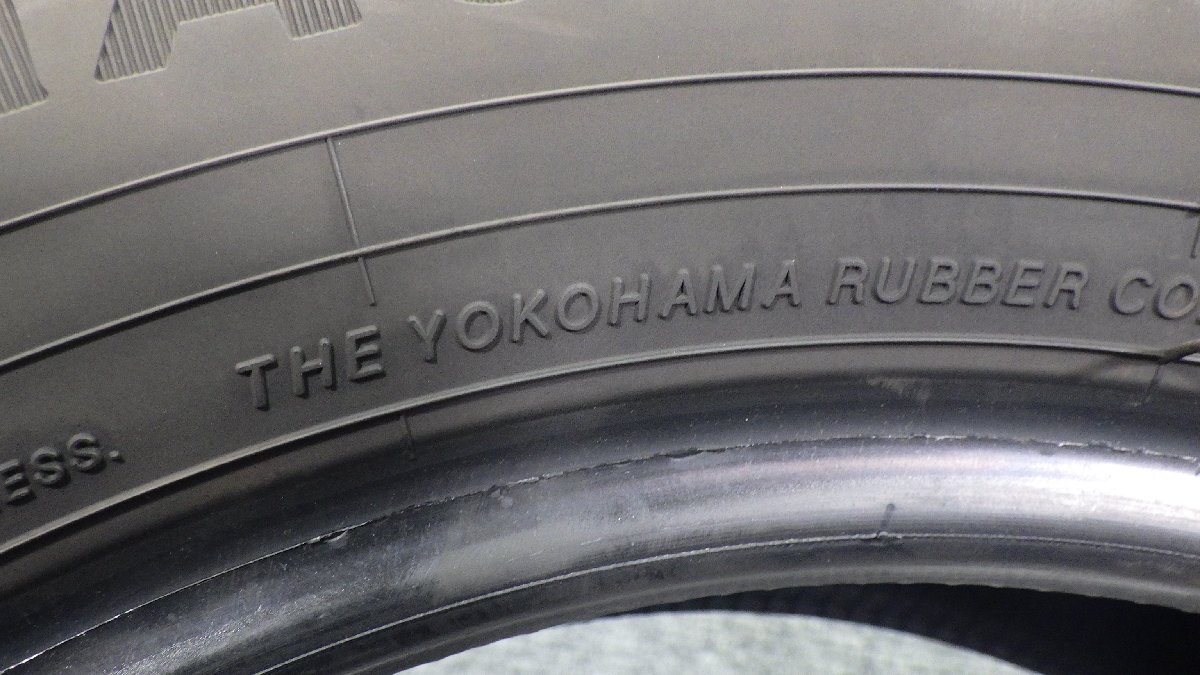 THE YOKOHAMA RUBBER CO.
ESS.